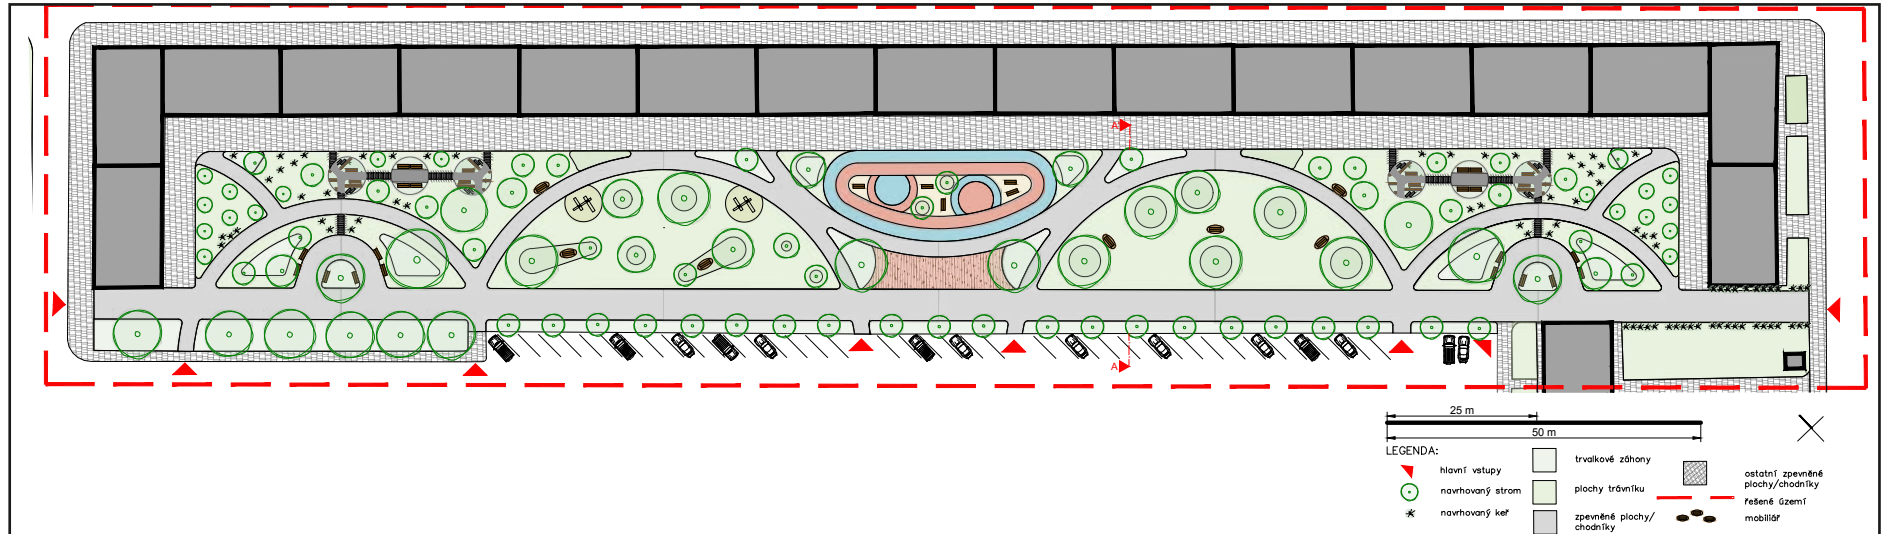 A
A
25 m
50 m
LEGENDA:
hlavní vstupy
navrhovaný strom
navrhovaný keř
trvalkové záhony
plochy trávníku
zpevněné plochy/
chodníky
ostatní zpevněné
plochy/chodníky
řešené území
mobiliář